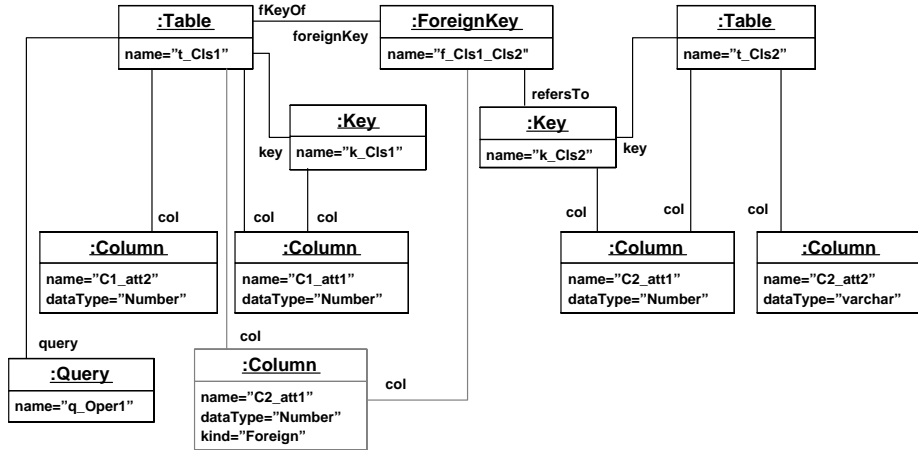 :Table
name="t_Cls1”
fKeyOf
foreignKey
:ForeignKey
name="f_Cls1_Cls2"
:Table
name="t_Cls2”
refersTo
:Key
name="k_Cls1”
key
:Key
name="k_Cls2”
key
col
col
col
col
col
col
:Column
name="C1_att2”
dataType="Number”
:Column
name="C1_att1”
dataType="Number”
:Column
name="C2_att1”
dataType="Number”
:Column
name="C2_att2”
dataType="varchar”
query
col
:Query
name="q_Oper1”
:Column
name="C2_att1”
dataType="Number”
kind="Foreign”
col